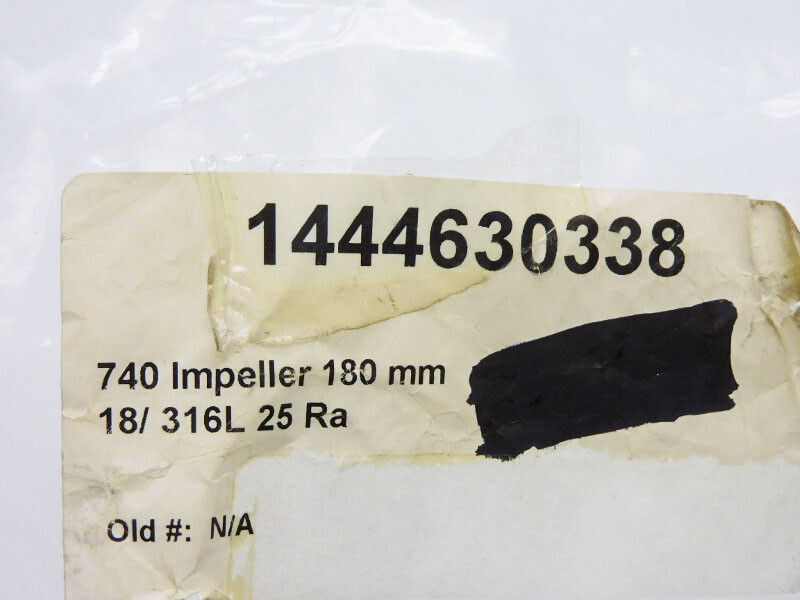 1444630338
740 Impeller 180 mm
18/ 316L 25 Ra
Old #: N/A